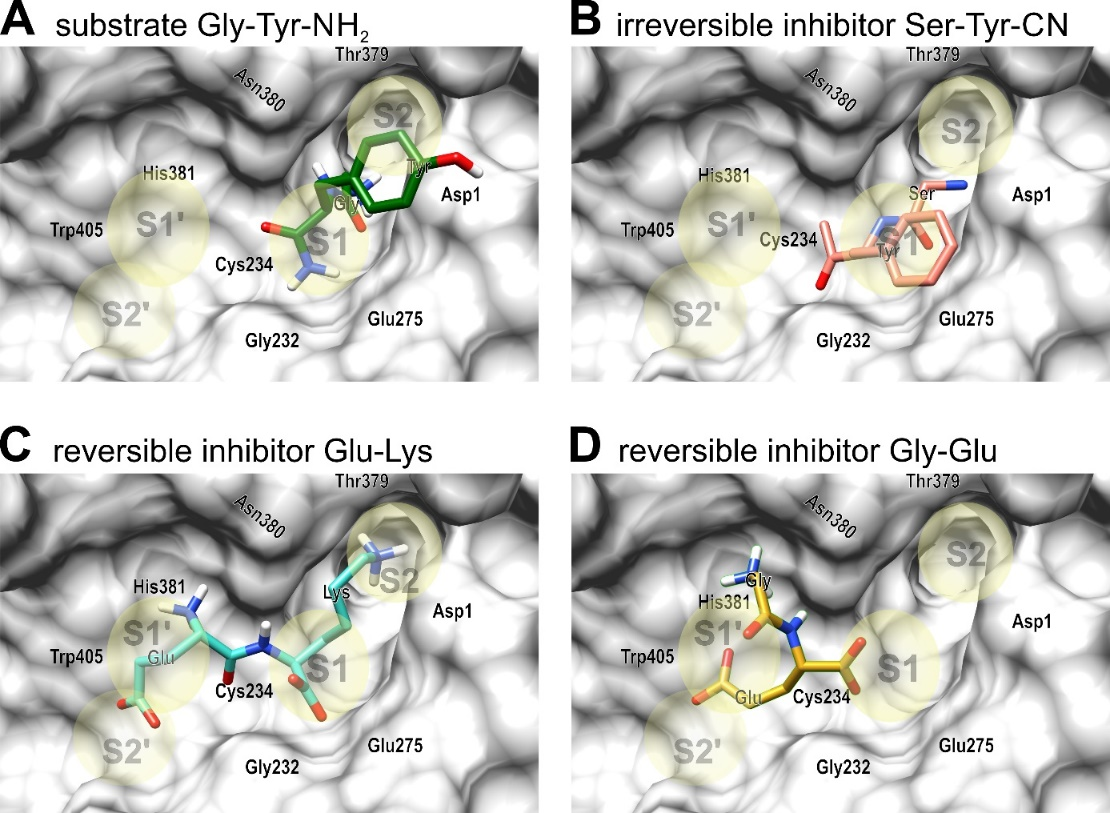 A substrate Gly-Tyr-NH₂
Thr379
Asn380
S2
Tyr
His381
Asp1
Gly
S1'
Trp405
S1
Cys234
S2'
Glu275
Gly232
B irreversible inhibitor Ser-Tyr-CN
Thr379
Asn380
S2
His381
Ser
Asp1
S1'
Trp405
Cys234
S1
Tyr
S2'
Glu275
Gly232
C reversible inhibitor Glu-Lys
Thr379
Asn380
S2
His381
Lys
Asp1
S1'
Trp405
Glu
S1
Cys234
S2'
Glu275
Gly232
D reversible inhibitor Gly-Glu
Thr379
Asn380
S2
Gly
His381
Asp1
S1'
Trp405
S1
Glu
Cys234
S2'
Glu275
Gly232